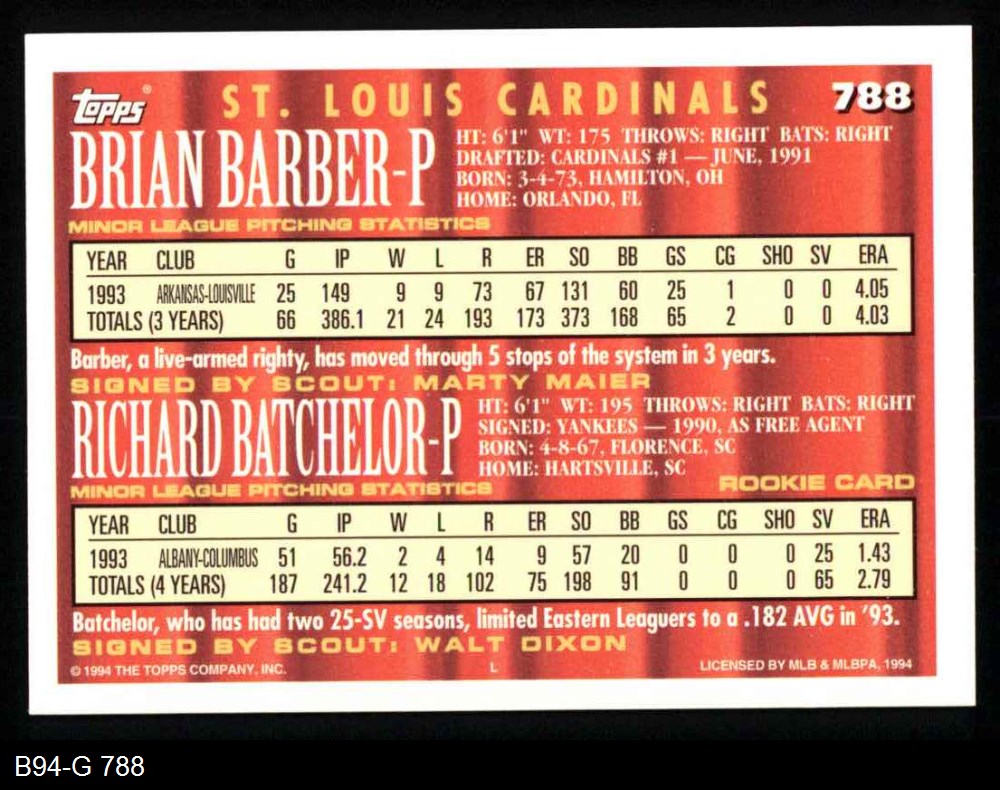 topps® ST. LOUIS CARDINALS 788
BRIAN BARBER-P
HT: 6'1" WT: 175 THROWS: RIGHT BATS: RIGHT
DRAFTED: CARDINALS #1 — JUNE, 1991
BORN: 3-4-73, HAMILTON, OH
HOME: ORLANDO, FL
MINOR LEAGUE PITCHING STATISTICS
YEAR CLUB G IP W L R ER SO BB GS CG SHO SV ERA
1993 ARKANSAS-LOUISVILLE 25 149 9 9 73 67 131 60 25 1 0 0 4.05
TOTALS (3 YEARS) 66 386.1 21 24 193 173 373 168 65 2 0 0 4.03
Barber, a live-armed righty, has moved through 5 stops of the system in 3 years.
SIGNED BY SCOUT: MARTY MAIER
RICHARD BATCHELOR-P
HT: 6'1" WT: 195 THROWS: RIGHT BATS: RIGHT
SIGNED: YANKEES — 1990, AS FREE AGENT
BORN: 4-8-67, FLORENCE, SC
HOME: HARTSVILLE, SC
MINOR LEAGUE PITCHING STATISTICS ROOKIE CARD
YEAR CLUB G IP W L R ER SO BB GS CG SHO SV ERA
1993 ALBANY-COLUMBUS 51 56.2 2 4 14 9 57 20 0 0 0 25 1.43
TOTALS (4 YEARS) 187 241.2 12 18 102 75 198 91 0 0 0 65 2.79
Batchelor, who has had two 25-SV seasons, limited Eastern Leaguers to a .182 AVG in '93.
SIGNED BY SCOUT: WALT DIXON
© 1994 THE TOPPS COMPANY, INC. L LICENSED BY MLB & MLBPA, 1994
B94-G 788